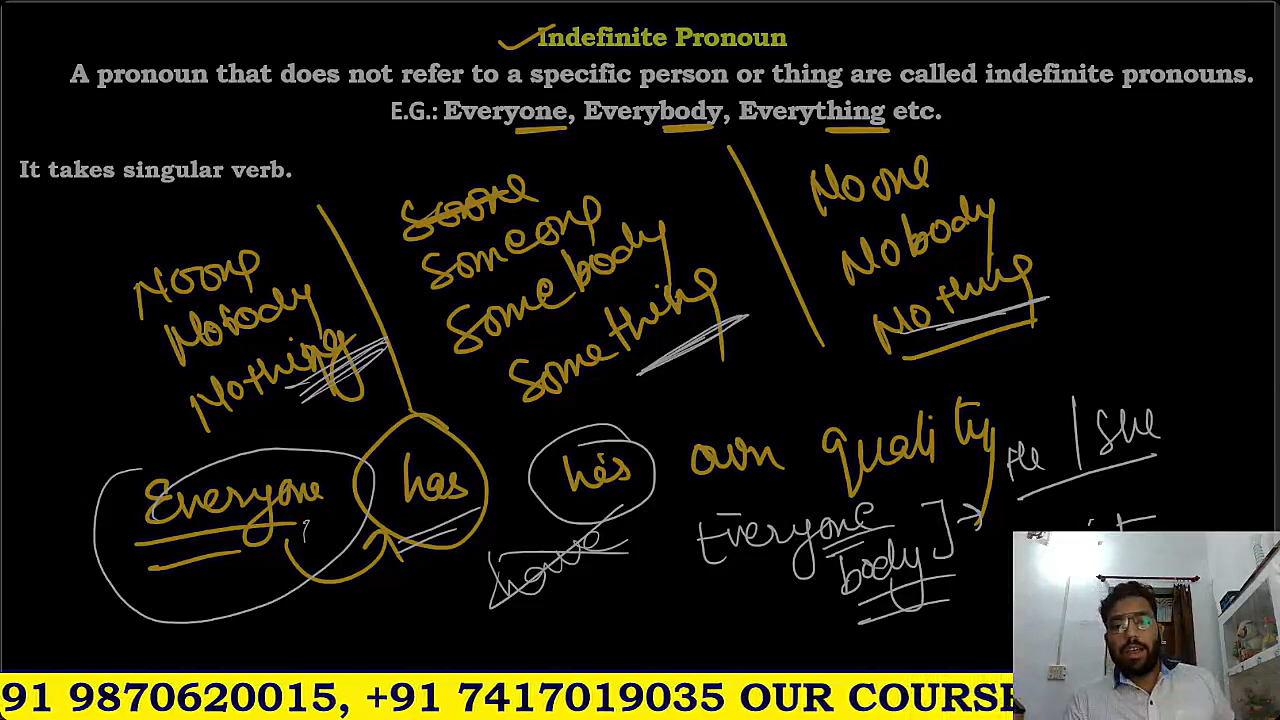 Indefinite Pronoun
A pronoun that does not refer to a specific person or thing are called indefinite pronouns.
E.G.: Everyone, Everybody, Everything etc.
It takes singular verb.
Noone
Nobody
Nothing
Someone
Somebody
Something
No one
Nobody
Nothing
Everyone has his own quality
have
Everyone
body
He / She
91 9870620015, +91 7417019035 OUR COURSE